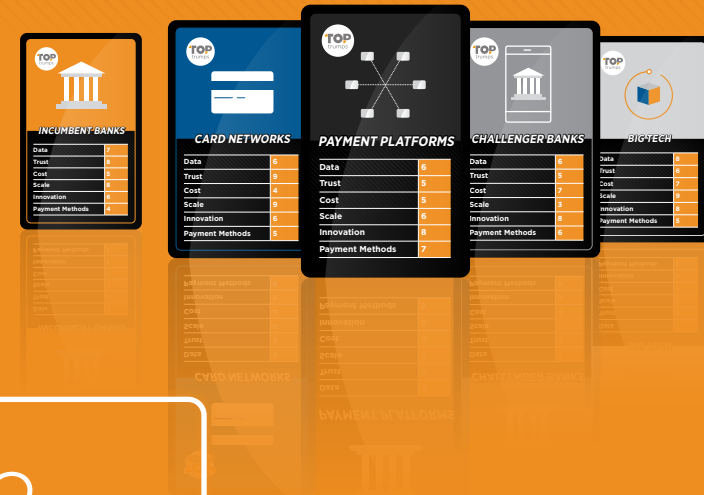 TOP
trumps
INCUMBENT BANKS
Data 7
Trust 8
Cost 5
Scale 8
Innovation 6
Payment Methods 4
TOP
trumps
CARD NETWORKS
Data 6
Trust 9
Cost 4
Scale 9
Innovation 6
Payment Methods 5
TOP
trumps
PAYMENT PLATFORMS
Data 6
Trust 5
Cost 5
Scale 6
Innovation 8
Payment Methods 7
TOP
trumps
CHALLENGER BANKS
Data 6
Trust 5
Cost 7
Scale 3
Innovation 8
Payment Methods 6
TOP
trumps
BIG TECH
Data 8
Trust 6
Cost 7
Scale 9
Innovation 8
Payment Methods 5